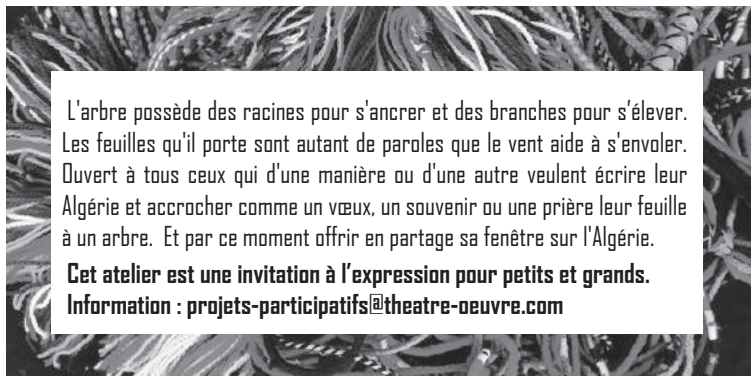 L'arbre possède des racines pour s'ancrer et des branches pour s’élever.
Les feuilles qu'il porte sont autant de paroles que le vent aide à s'envoler.
Ouvert à tous ceux qui d'une manière ou d'une autre veulent écrire leur
Algérie et accrocher comme un vœux, un souvenir ou une prière leur feuille
à un arbre. Et par ce moment offrir en partage sa fenêtre sur l'Algérie.
Cet atelier est une invitation à l’expression pour petits et grands.
Information : projets-participatifs@theatre-oeuvre.com